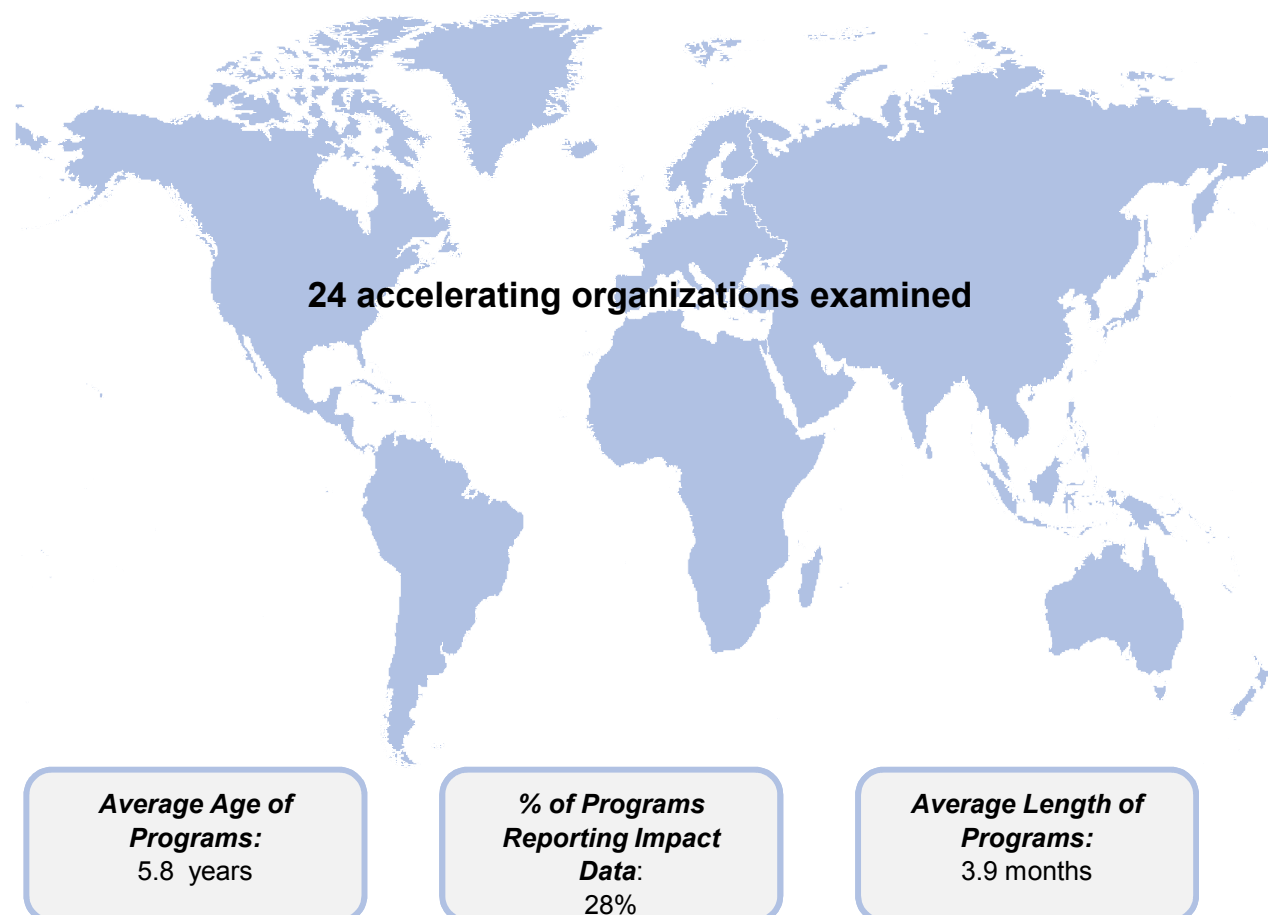 24 accelerating organizations examined
Average Age of
Programs:
5.8 years
% of Programs
Reporting Impact
Data:
28%
Average Length of
Programs:
3.9 months